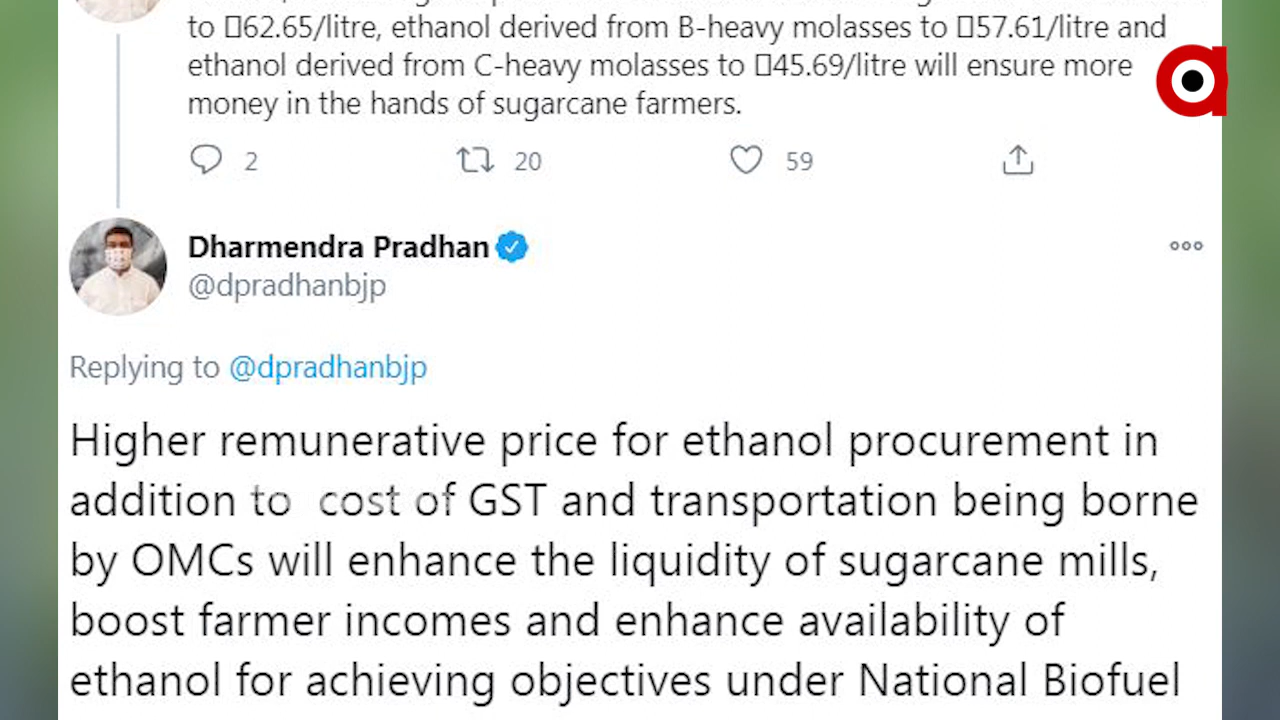 to ▯62.65/litre, ethanol derived from B-heavy molasses to ▯57.61/litre and
ethanol derived from C-heavy molasses to ▯45.69/litre will ensure more
money in the hands of sugarcane farmers.
2 20 59
Dharmendra Pradhan
@dpradhanbjp
Replying to @dpradhanbjp
Higher remunerative price for ethanol procurement in
addition to cost of GST and transportation being borne
by OMCs will enhance the liquidity of sugarcane mills,
boost farmer incomes and enhance availability of
ethanol for achieving objectives under National Biofuel